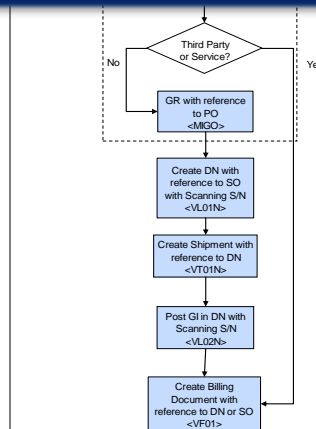 Third Party
or Service?
No
Ye
GR with reference
to PO
<MIGO>
Create DN with
reference to SO
with Scanning S/N
<VL01N>
Create Shipment with
reference to DN
<VT01N>
Post GI in DN with
Scanning S/N
<VL02N>
Create Billing
Document with
reference to DN or SO
<VF01>